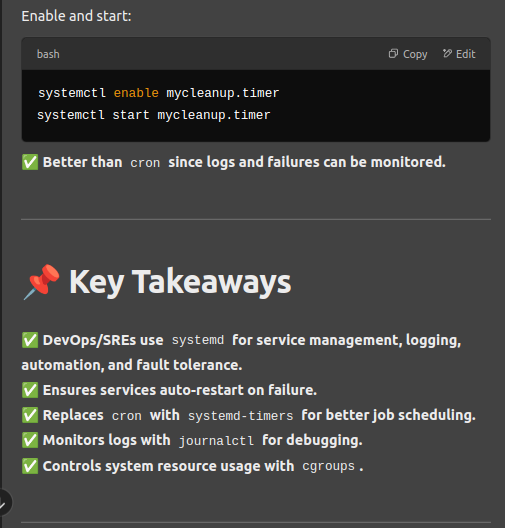 Enable and start:
bash
Copy
Edit
systemctl enable mycleanup.timer
systemctl start mycleanup.timer
✅ Better than cron since logs and failures can be monitored.
📌 Key Takeaways
✅ DevOps/SREs use systemd for service management, logging,
automation, and fault tolerance.
✅ Ensures services auto-restart on failure.
✅ Replaces cron with systemd-timers for better job scheduling.
✅ Monitors logs with journalctl for debugging.
✅ Controls system resource usage with cgroups.